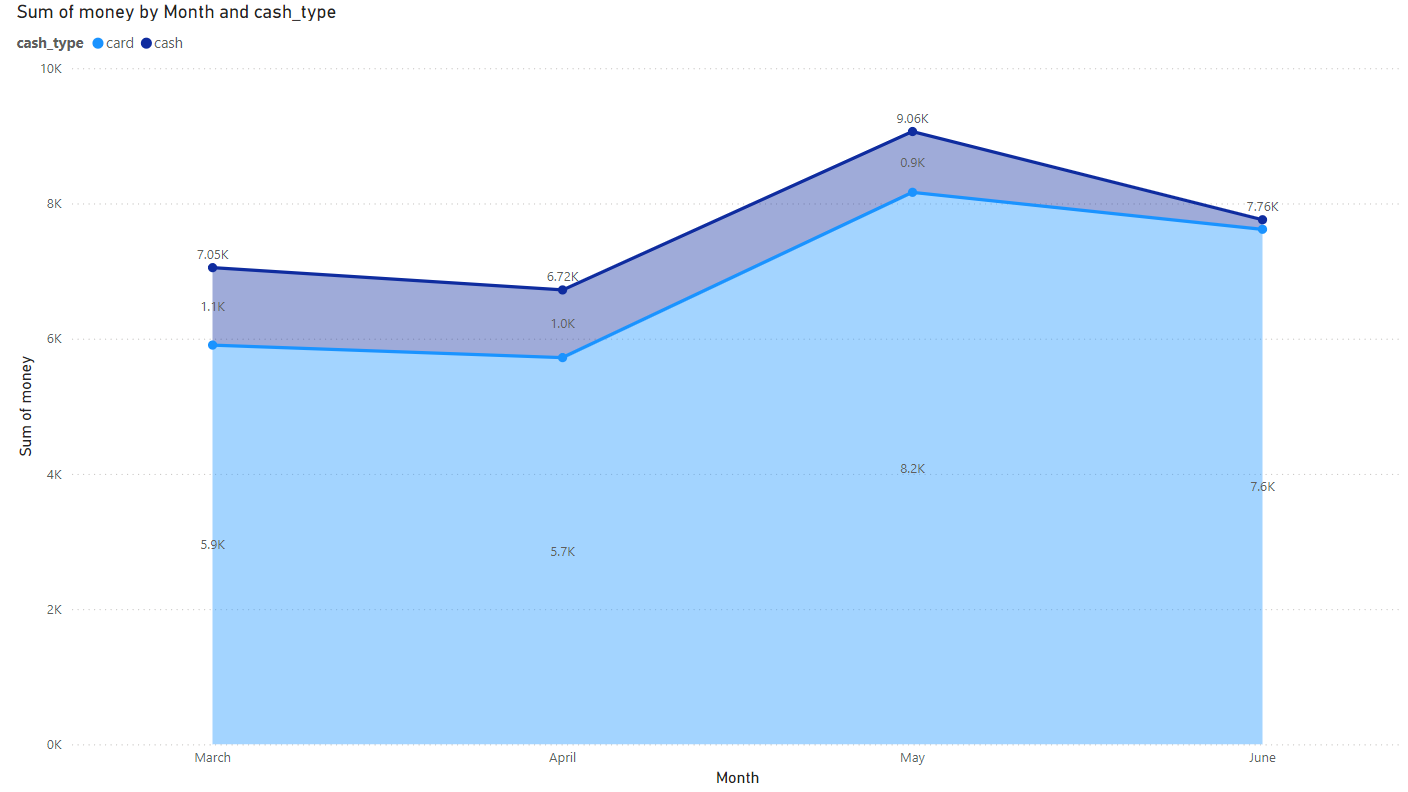 Sum of money by Month and cash_type
cash_type card cash
10K
9.06K
0.9K
8K
7.76K
7.05K
6.72K
1.1K
1.0K
6K
Sum of money
4K
8.2K
7.6K
5.9K
5.7K
2K
0K
March April May June
Month